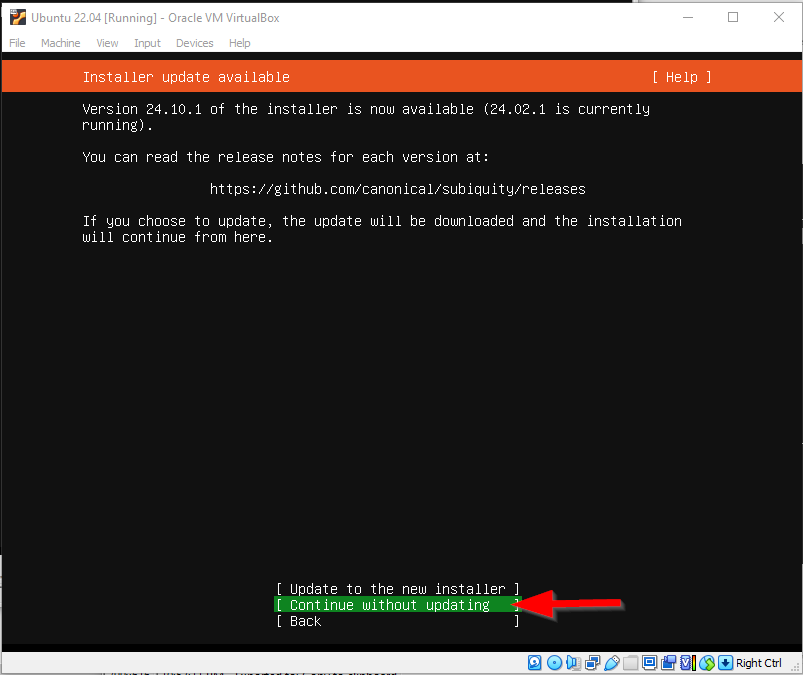 Ubuntu 22.04 [Running] - Oracle VM VirtualBox
File Machine View Input Devices Help
Installer update available [ Help ]
Version 24.10.1 of the installer is now available (24.02.1 is currently
running).
You can read the release notes for each version at:
https://github.com/canonical/subiquity/releases
If you choose to update, the update will be downloaded and the installation
will continue from here.
[ Update to the new installer ]
[ Continue without updating ]
[ Back ]
Right Ctrl